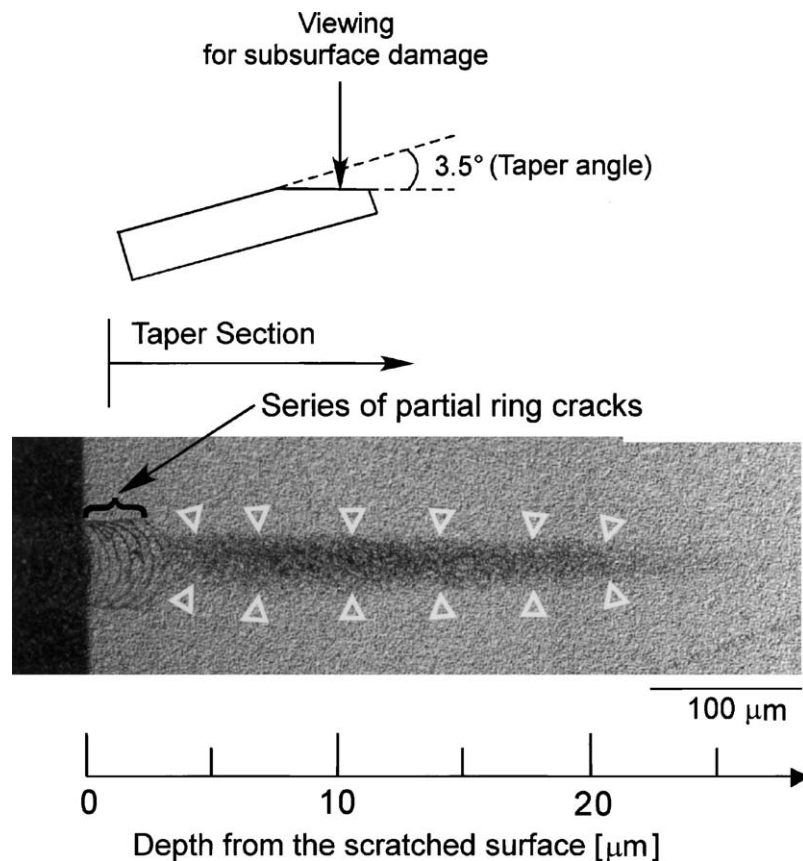 Viewing
for subsurface damage
3.5° (Taper angle)
Taper Section
Series of partial ring cracks
100 μm
0 10 20
Depth from the scratched surface [μm]